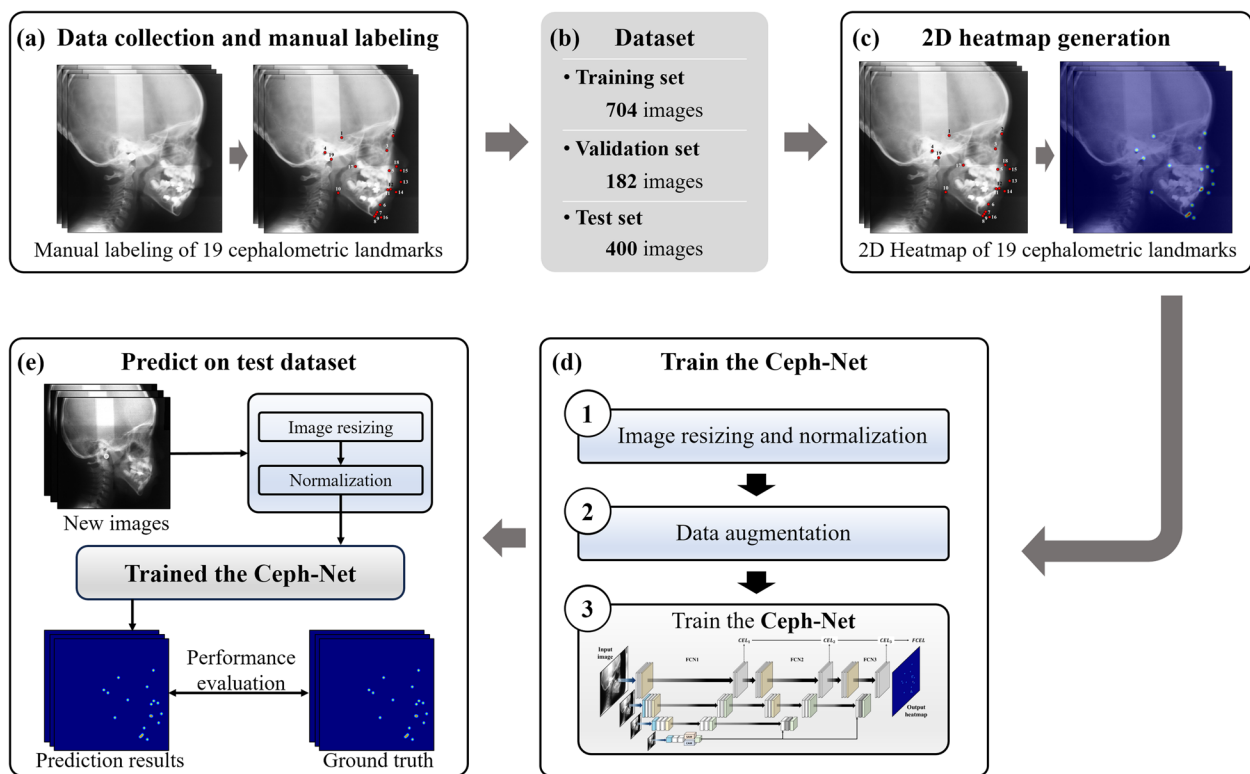 (a) Data collection and manual labeling
Manual labeling of 19 cephalometric landmarks
(b) Dataset
• Training set
704 images
• Validation set
182 images
• Test set
400 images
(c) 2D heatmap generation
2D Heatmap of 19 cephalometric landmarks
(d) Train the Ceph-Net
1
Image resizing and normalization
2
Data augmentation
3
Train the Ceph-Net
Input
image
FCN1
CEL₁
FCN2
FCN3
FCEL
Output
heatmap
(e) Predict on test dataset
Image resizing
Normalization
New images
Trained the Ceph-Net
Performance
evaluation
Prediction results
Ground truth